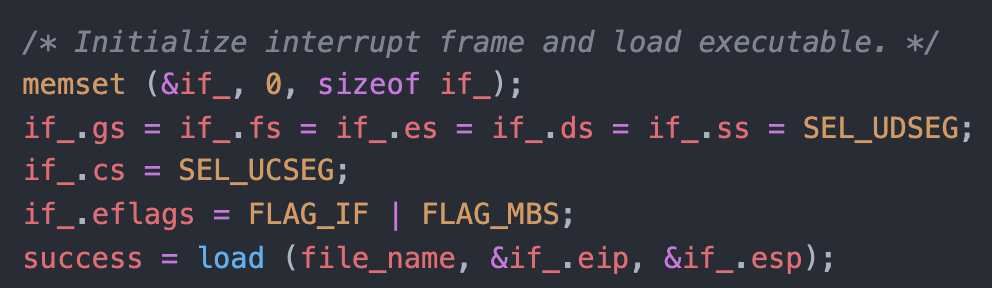 /* Initialize interrupt frame and load executable. */
memset (&if_, 0, sizeof if_);
if_.gs = if_.fs = if_.es = if_.ds = if_.ss = SEL_UDSEG;
if_.cs = SEL_UCSEG;
if_.eflags = FLAG_IF | FLAG_MBS;
success = load (file_name, &if_.eip, &if_.esp);